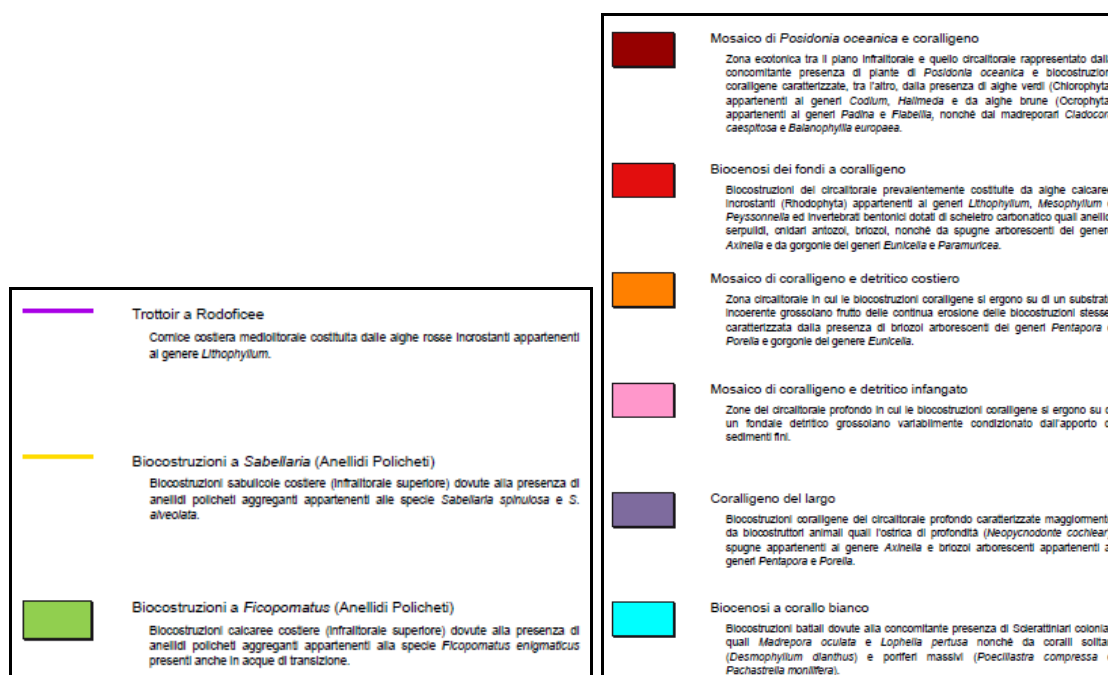 Trottoir a Rodoficee
Cornice costiera mediolitorale costituita dalle alghe rosse incrostanti appartenenti
al genere Lithophyllum.
Biocostruzioni a Sabellaria (Anellidi Policheti)
Biocostruzioni sabulicole costiere (infralitorale superiore) dovute alla presenza di
anellidi policheti aggreganti appartenenti alle specie Sabellaria spinulosa e S.
alveolata.
Biocostruzioni a Ficopomatus (Anellidi Policheti)
Biocostruzioni calcaree costiere (infralitorale superiore) dovute alla presenza di
anellidi policheti aggreganti appartenenti alla specie Ficopomatus enigmaticus
presenti anche in acque di transizione.
Mosaico di Posidonia oceanica e coralligeno
Zona ecotonica tra il piano infralitorale e quello circalitorale rappresentato dall
concomitante presenza di piante di Posidonia oceanica e biocostruzion
coralligene caratterizzate, tra l'altro, dalla presenza di alghe verdi (Chlorophyta
appartenenti ai generi Codium, Halimeda e da alghe brune (Ocrophyta
appartenenti ai generi Padina e Flabellia, nonchè dai madreporari Cladocor
caespitosa e Balanophyllia europaea.
Biocenosi dei fondi a coralligeno
Biocostruzioni del circalitorale prevalentemente costituite da alghe calcaree
incrostanti (Rhodophyta) appartenenti ai generi Lithophyllum, Mesophyllum
Peyssonnelia ed invertebrati bentonici dotati di scheletro carbonatico quali anellid
serpulidi, cnidari antozoi, briozoi, nonchè da spugne arborescenti del genere
Axinella e da gorgonie dei generi Eunicella e Paramuricea.
Mosaico di coralligeno e detritico costiero
Zona circalitorale in cui le biocostruzioni coralligene si ergono su di un substrat
incoerente grossolano frutto delle continua erosione delle biocostruzioni stesse
caratterizzata dalla presenza di briozoi arborescenti dei generi Pentapora
Porella e gorgonie del genere Eunicella.
Mosaico di coralligeno e detritico infangato
Zone del circalitorale profondo in cui le biocostruzioni coralligene si ergono su d
un fondale detritico grossolano variabilmente condizionato dall'apporto d
sedimenti fini.
Coralligeno del largo
Biocostruzioni coralligene del circalitorale profondo caratterizzate maggiorment
da biocostruttori animali quali l'ostrica di profondità (Neopycnodonte cochlear)
spugne appartenenti al genere Axinella e briozoi arborescenti appartenenti a
generi Pentapora e Porella.
Biocenosi a corallo bianco
Biocostruzioni batiali dovute alla concomitante presenza di Sclerattiniari colonia
quali Madrepora oculata e Lophelia pertusa nonchè da coralli solitar
(Desmophyllum dianthus) e poriferi massivi (Poecillastra compressa
Pachastrella monilifera).